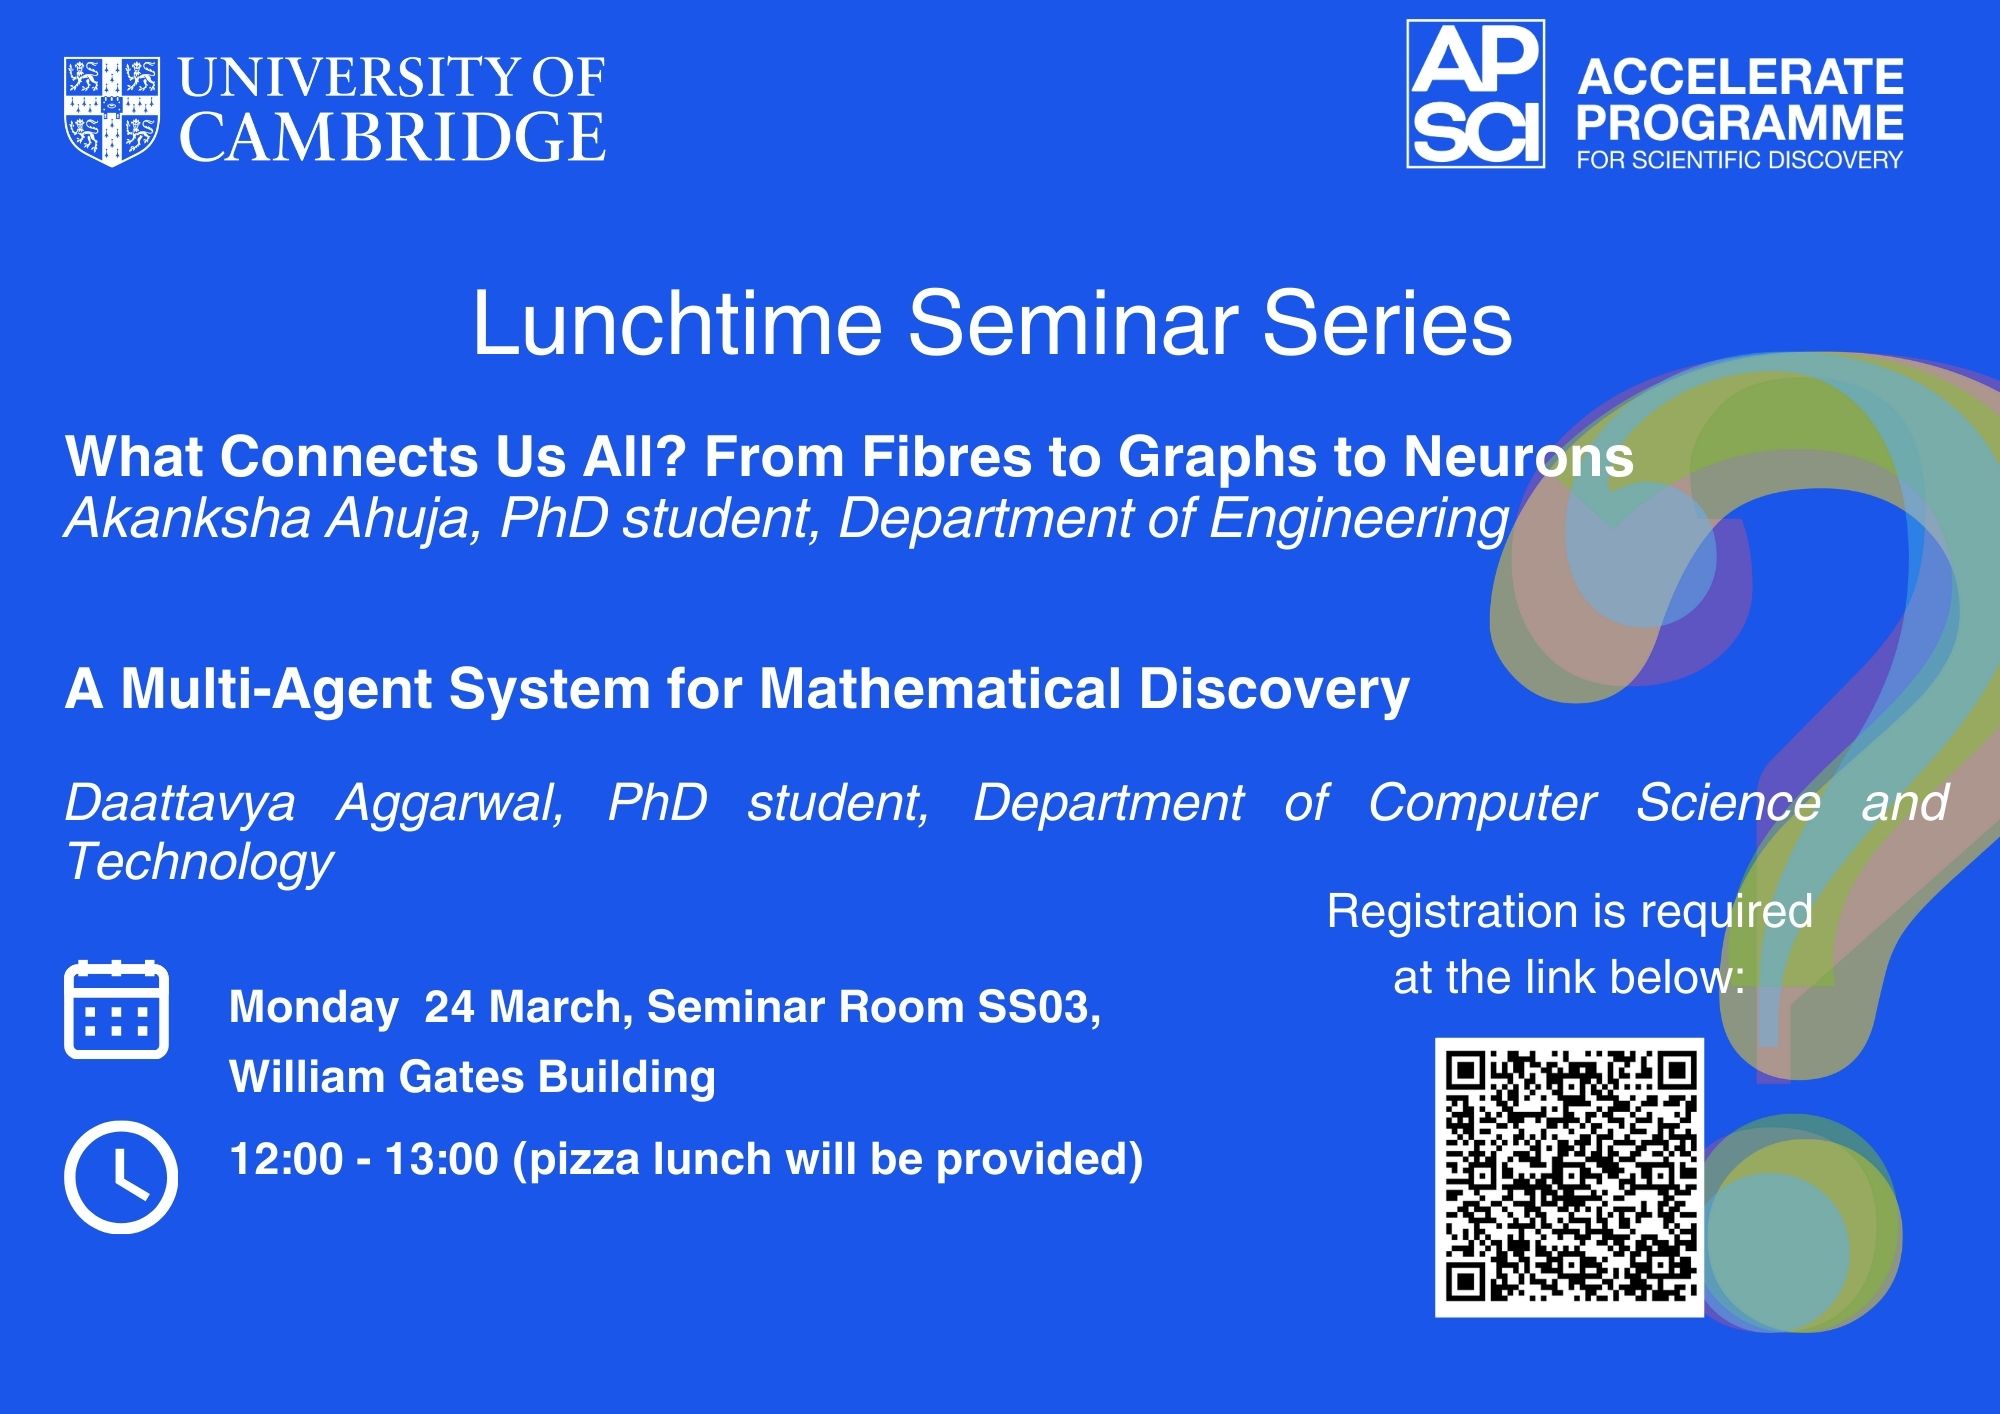 UNIVERSITY OF
CAMBRIDGE
AP
SCI
ACCELERATE
PROGRAMME
FOR SCIENTIFIC DISCOVERY
Lunchtime Seminar Series
What Connects Us All? From Fibres to Graphs to Neurons
Akanksha Ahuja, PhD student, Department of Engineering
A Multi-Agent System for Mathematical Discovery
Daattavya Aggarwal, PhD student, Department of Computer Science and
Technology
Registration is required
at the link below:
Monday 24 March, Seminar Room SS03,
William Gates Building
12:00 - 13:00 (pizza lunch will be provided)